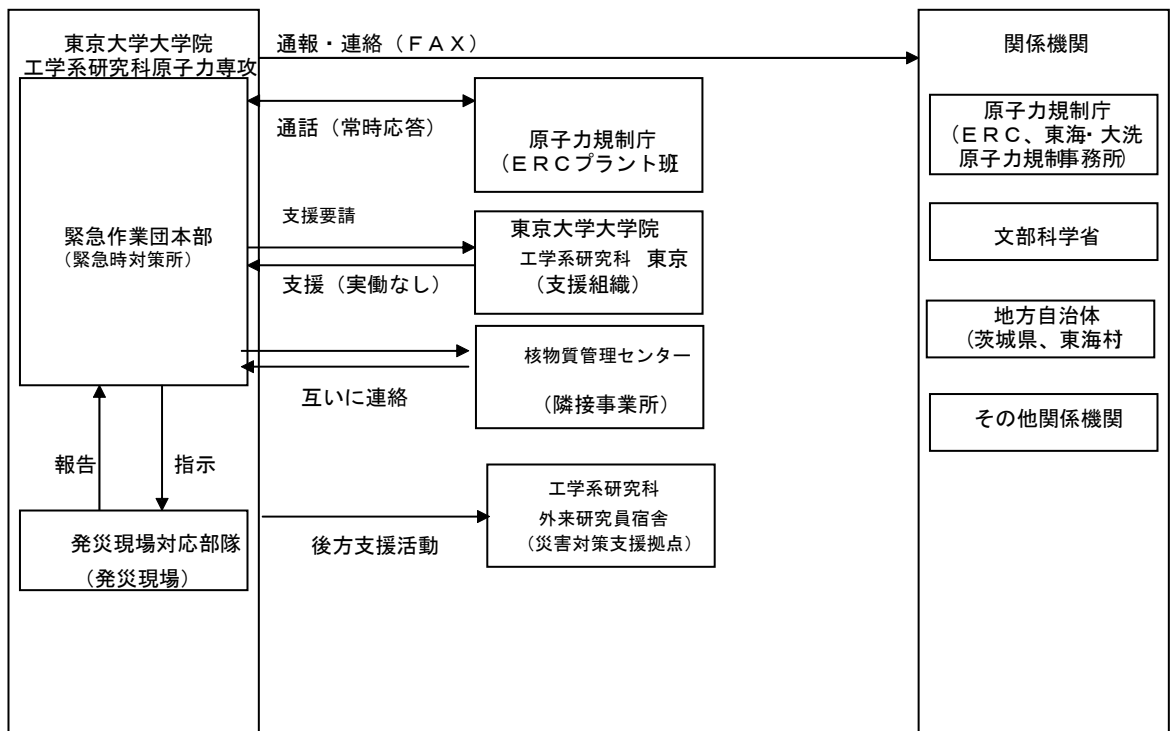 東京大学大学院
工学系研究科原子力専攻
緊急作業団本部
(緊急時対策所)
報告
指示
発災現場対応部隊
(発災現場)
通報・連絡(FAX)
通話(常時応答)
原子力規制庁
(ERCプラント班
支援要請
支援(実働なし)
東京大学大学院
工学系研究科 東京
(支援組織)
互いに連絡
核物質管理センター
(隣接事業所)
後方支援活動
工学系研究科
外来研究員宿舎
(災害対策支援拠点)
関係機関
原子力規制庁
(ERC、東海・大洗
原子力規制事務所)
文部科学省
地方自治体
(茨城県、東海村
その他関係機関